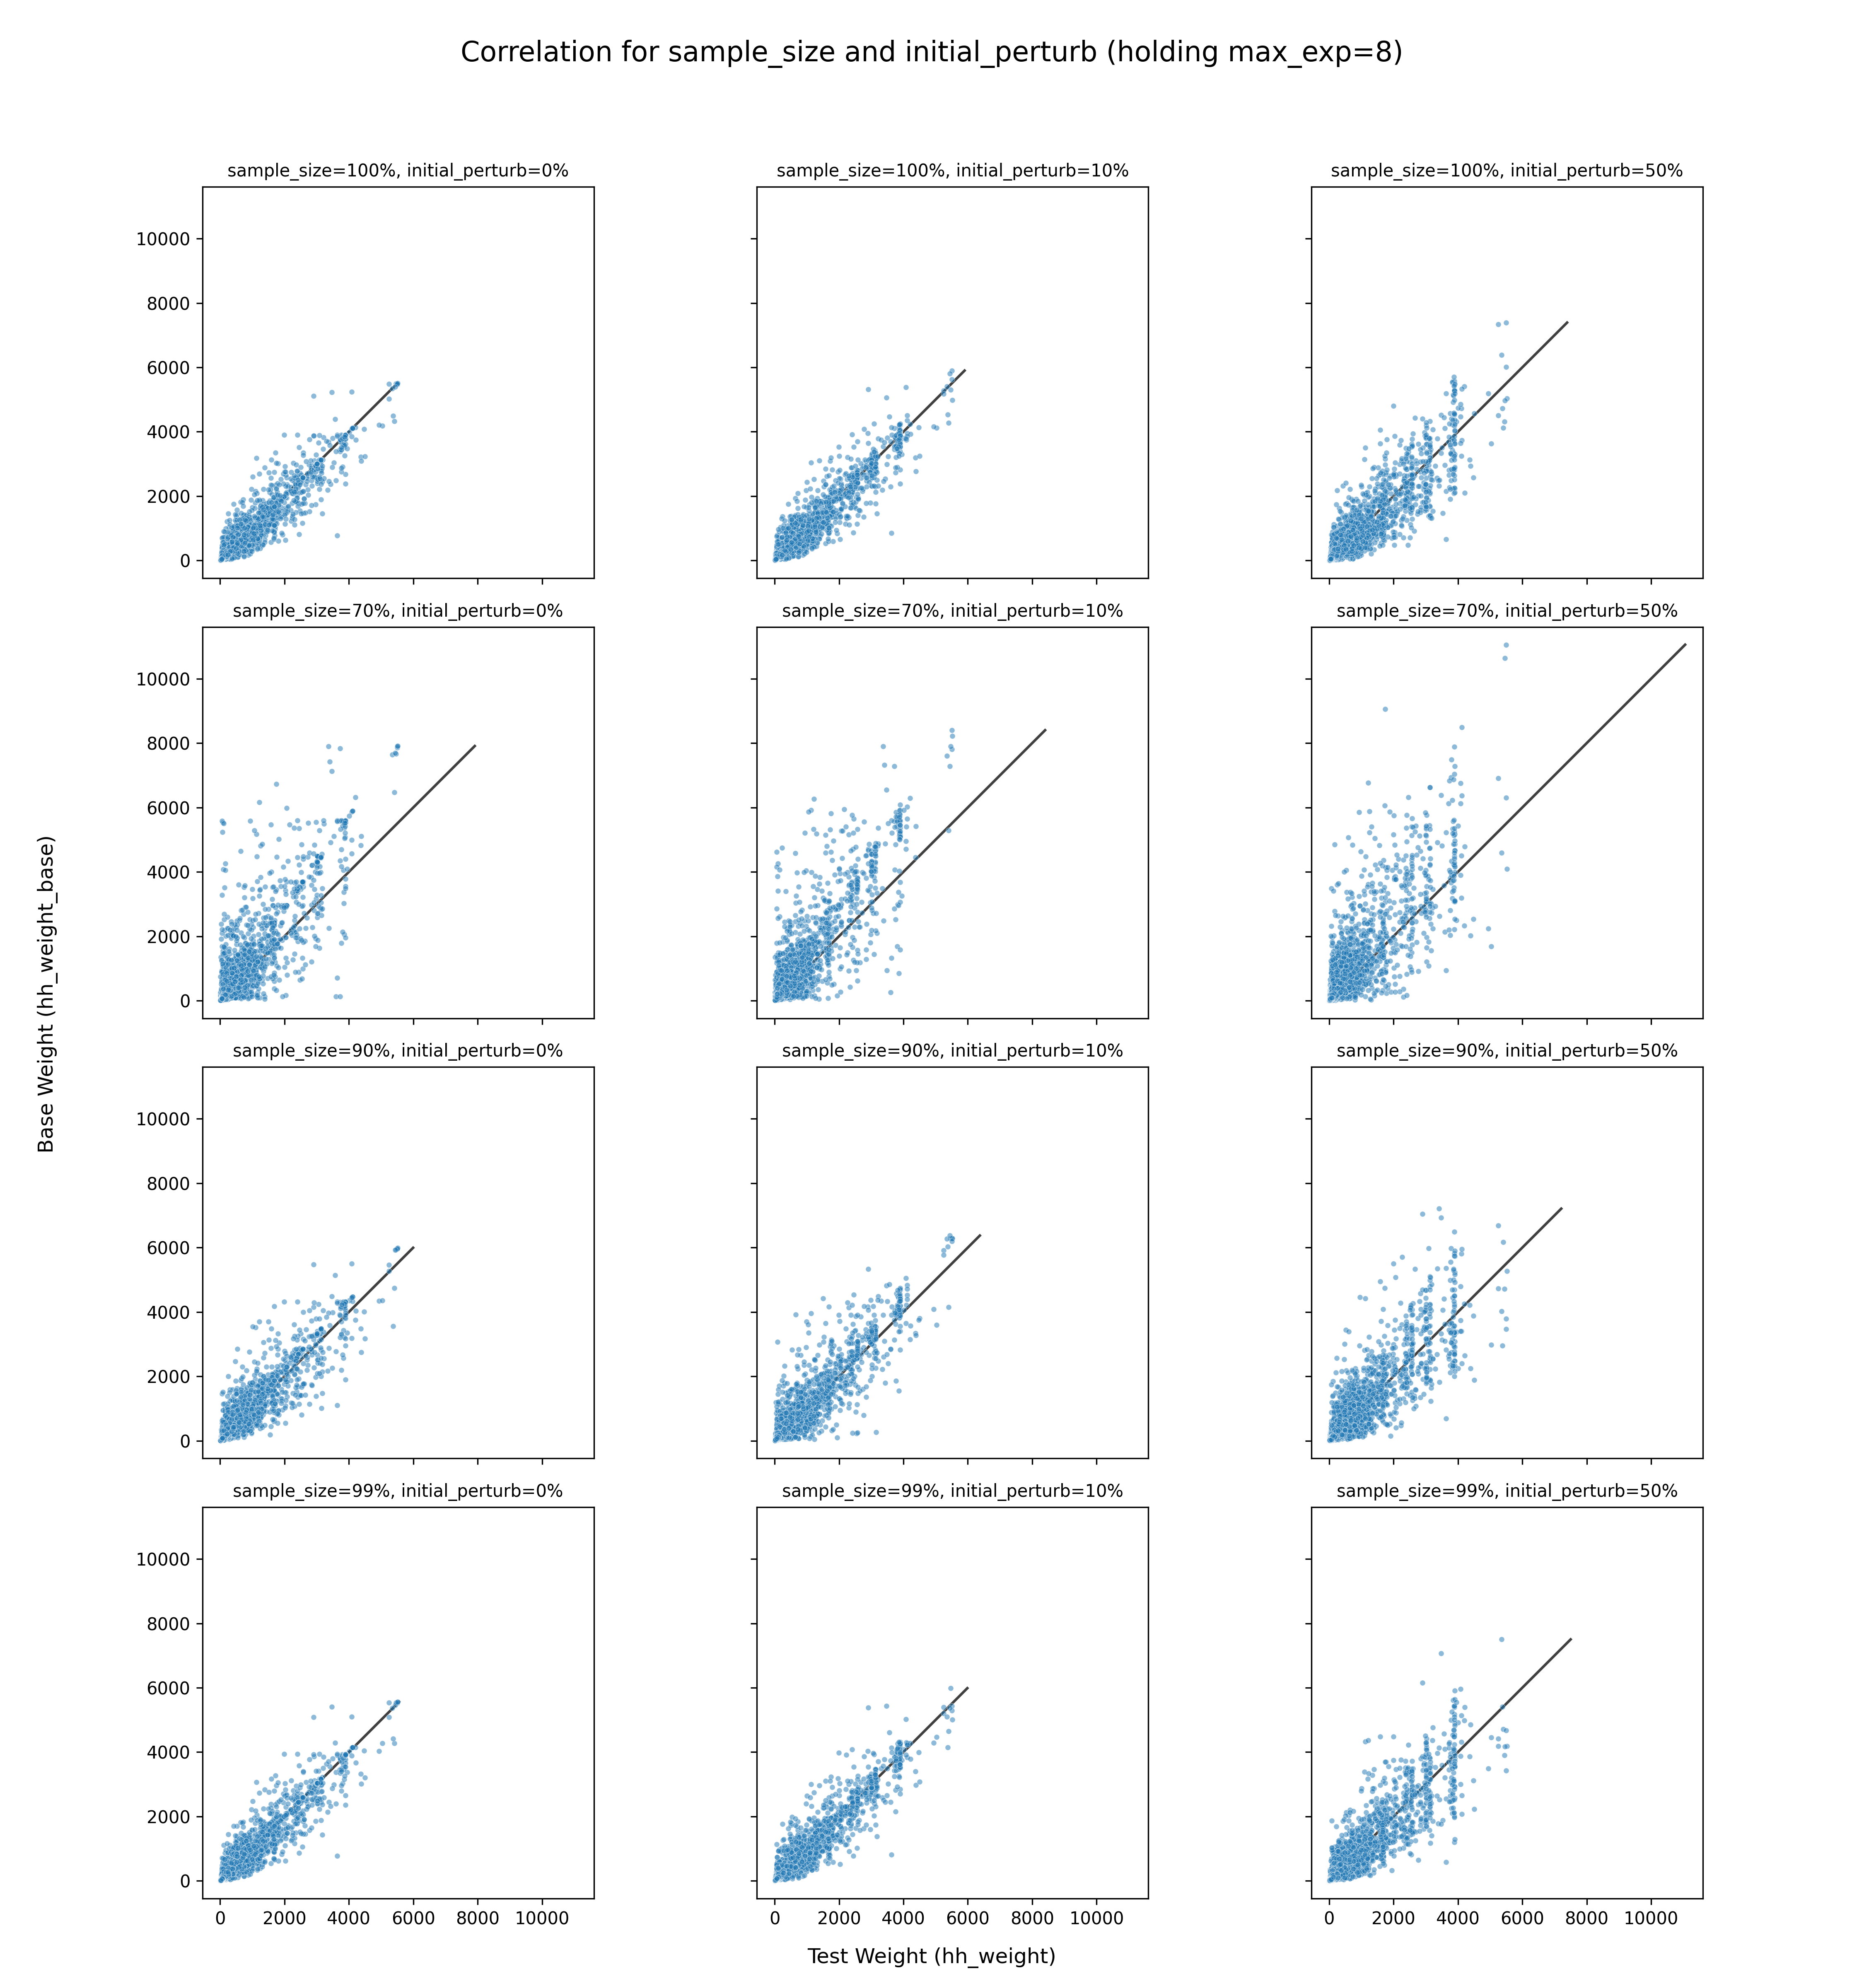 Correlation for sample_size and initial_perturb (holding max_exp=8)
sample_size=100%, initial_perturb=0%
sample_size=100%, initial_perturb=10%
sample_size=100%, initial_perturb=50%
10000
8000
6000
4000
2000
0
sample_size=70%, initial_perturb=0%
sample_size=70%, initial_perturb=10%
sample_size=70%, initial_perturb=50%
10000
8000
6000
4000
2000
0
Base Weight (hh_weight_base)
sample_size=90%, initial_perturb=0%
sample_size=90%, initial_perturb=10%
sample_size=90%, initial_perturb=50%
10000
8000
6000
4000
2000
0
sample_size=99%, initial_perturb=0%
sample_size=99%, initial_perturb=10%
sample_size=99%, initial_perturb=50%
10000
8000
6000
4000
2000
0
0 2000 4000 6000 8000 10000
0 2000 4000 6000 8000 10000
0 2000 4000 6000 8000 10000
Test Weight (hh_weight)